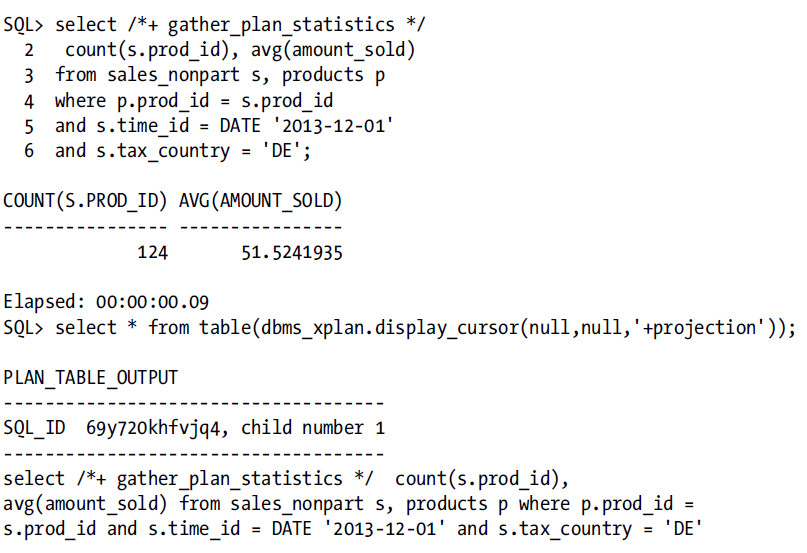 SQL> select /*+ gather_plan_statistics */
  2   count(s.prod_id), avg(amount_sold)
  3  from sales_nonpart s, products p
  4  where p.prod_id = s.prod_id
  5  and s.time_id = DATE '2013-12-01'
  6  and s.tax_country = 'DE';
COUNT(S.PROD_ID) AVG(AMOUNT_SOLD)
---------------- ----------------
             124       51.5241935
Elapsed: 00:00:00.09
SQL> select * from table(dbms_xplan.display_cursor(null,null,'+projection'));
PLAN_TABLE_OUTPUT
-------------------------------------
SQL_ID  69y720khfvjq4, child number 1
-------------------------------------
select /*+ gather_plan_statistics */  count(s.prod_id),
avg(amount_sold) from sales_nonpart s, products p where p.prod_id =
s.prod_id and s.time_id = DATE '2013-12-01' and s.tax_country = 'DE'